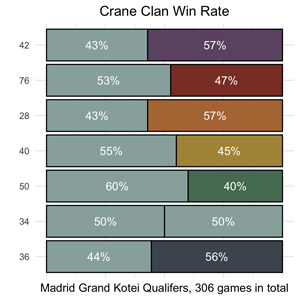 Crane Clan Win Rate
42 43% 57%
76 53% 47%
28 43% 57%
40 55% 45%
50 60% 40%
34 50% 50%
36 44% 56%
Madrid Grand Kotei Qualifers, 306 games in total